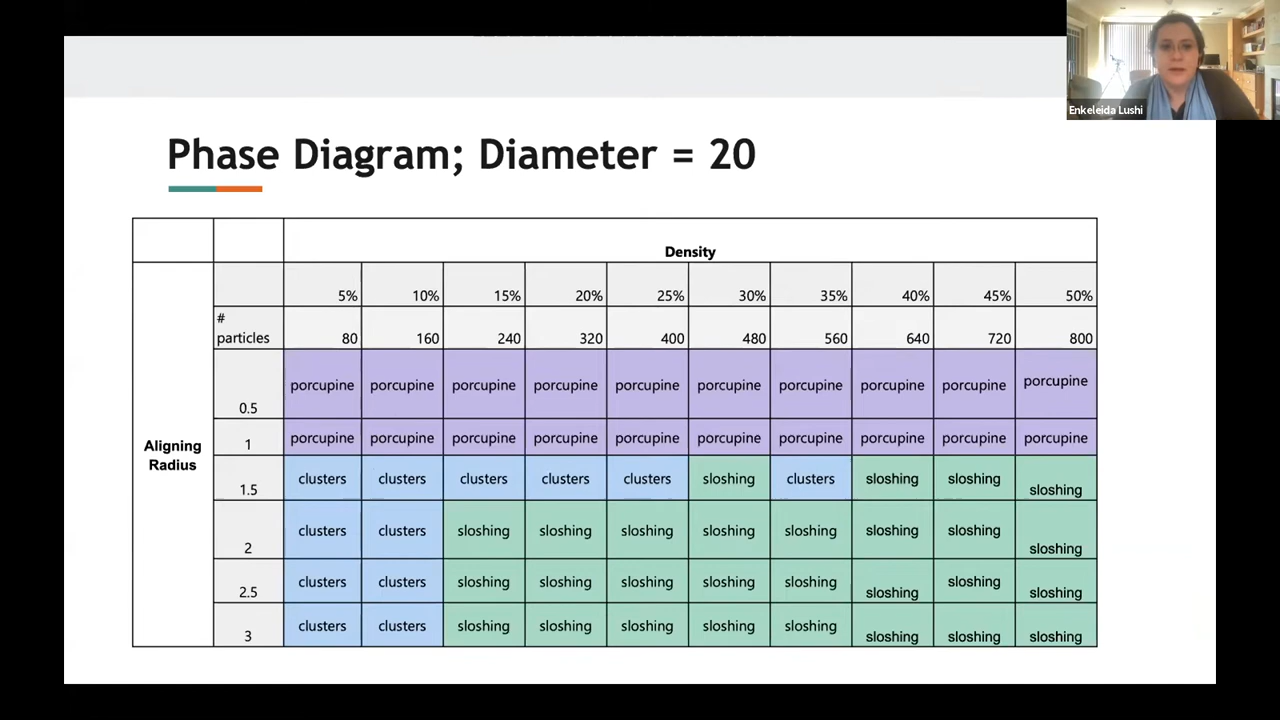 Enkeleida Lushi
Phase Diagram; Diameter = 20
Density
5% 10% 15% 20% 25% 30% 35% 40% 45% 50%
#
particles 80 160 240 320 400 480 560 640 720 800
Aligning
Radius
0.5 porcupine porcupine porcupine porcupine porcupine porcupine porcupine porcupine porcupine porcupine
1 porcupine porcupine porcupine porcupine porcupine porcupine porcupine porcupine porcupine porcupine
1.5 clusters clusters clusters clusters clusters sloshing clusters sloshing sloshing sloshing
2 clusters clusters sloshing sloshing sloshing sloshing sloshing sloshing sloshing sloshing
2.5 clusters clusters sloshing sloshing sloshing sloshing sloshing sloshing sloshing sloshing
3 clusters clusters sloshing sloshing sloshing sloshing sloshing sloshing sloshing sloshing